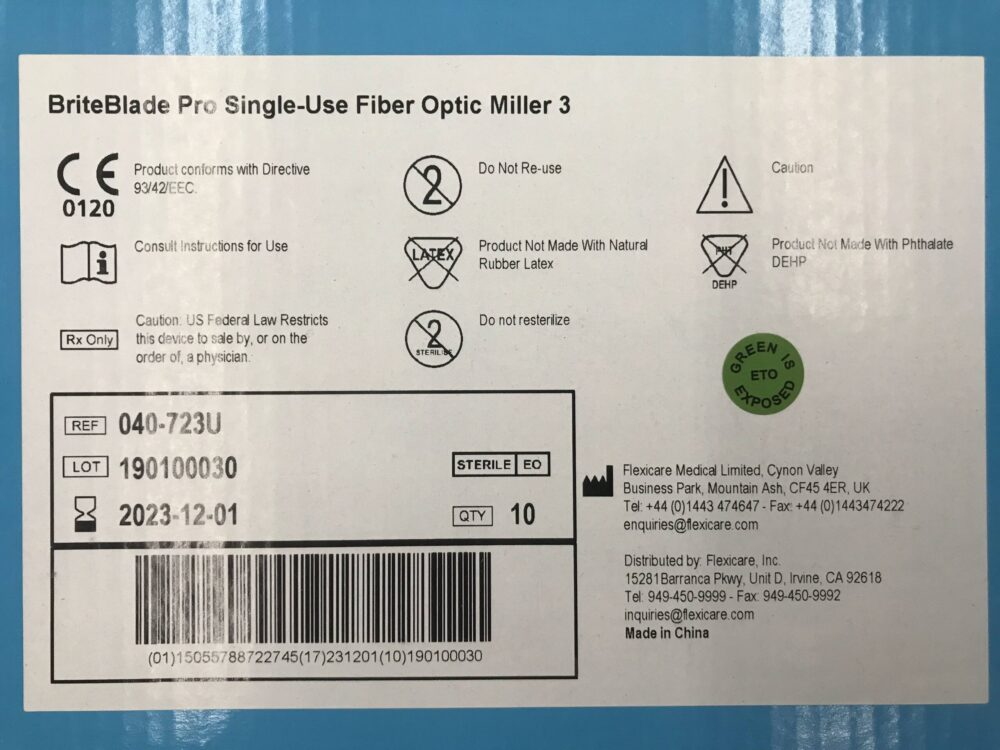 BriteBlade Pro Single-Use Fiber Optic Miller 3
CE
0120
Product conforms with Directive
93/42/EEC.
2
Do Not Re-use
!
Caution
i
Consult Instructions for Use
LATEX
Product Not Made With Natural
Rubber Latex
PHT
DEHP
Product Not Made With Phthalate
DEHP
Rx Only
Caution: US Federal Law Restricts
this device to sale by, or on the
order of, a physician.
2
STERILISE
Do not resterilize
GREEN IS
ETO
EXPOSED
REF 040-723U
LOT 190100030
STERILE EO
2023-12-01
QTY 10
(01)15055788722745(17)231201(10)190100030
Flexicare Medical Limited, Cynon Valley
Business Park, Mountain Ash, CF45 4ER, UK
Tel: +44 (0)1443 474647 - Fax: +44 (0)1443474222
enquiries@flexicare.com
Distributed by: Flexicare, Inc.
15281Barranca Pkwy, Unit D, Irvine, CA 92618
Tel: 949-450-9999 - Fax: 949-450-9992
inquiries@flexicare.com
Made in China